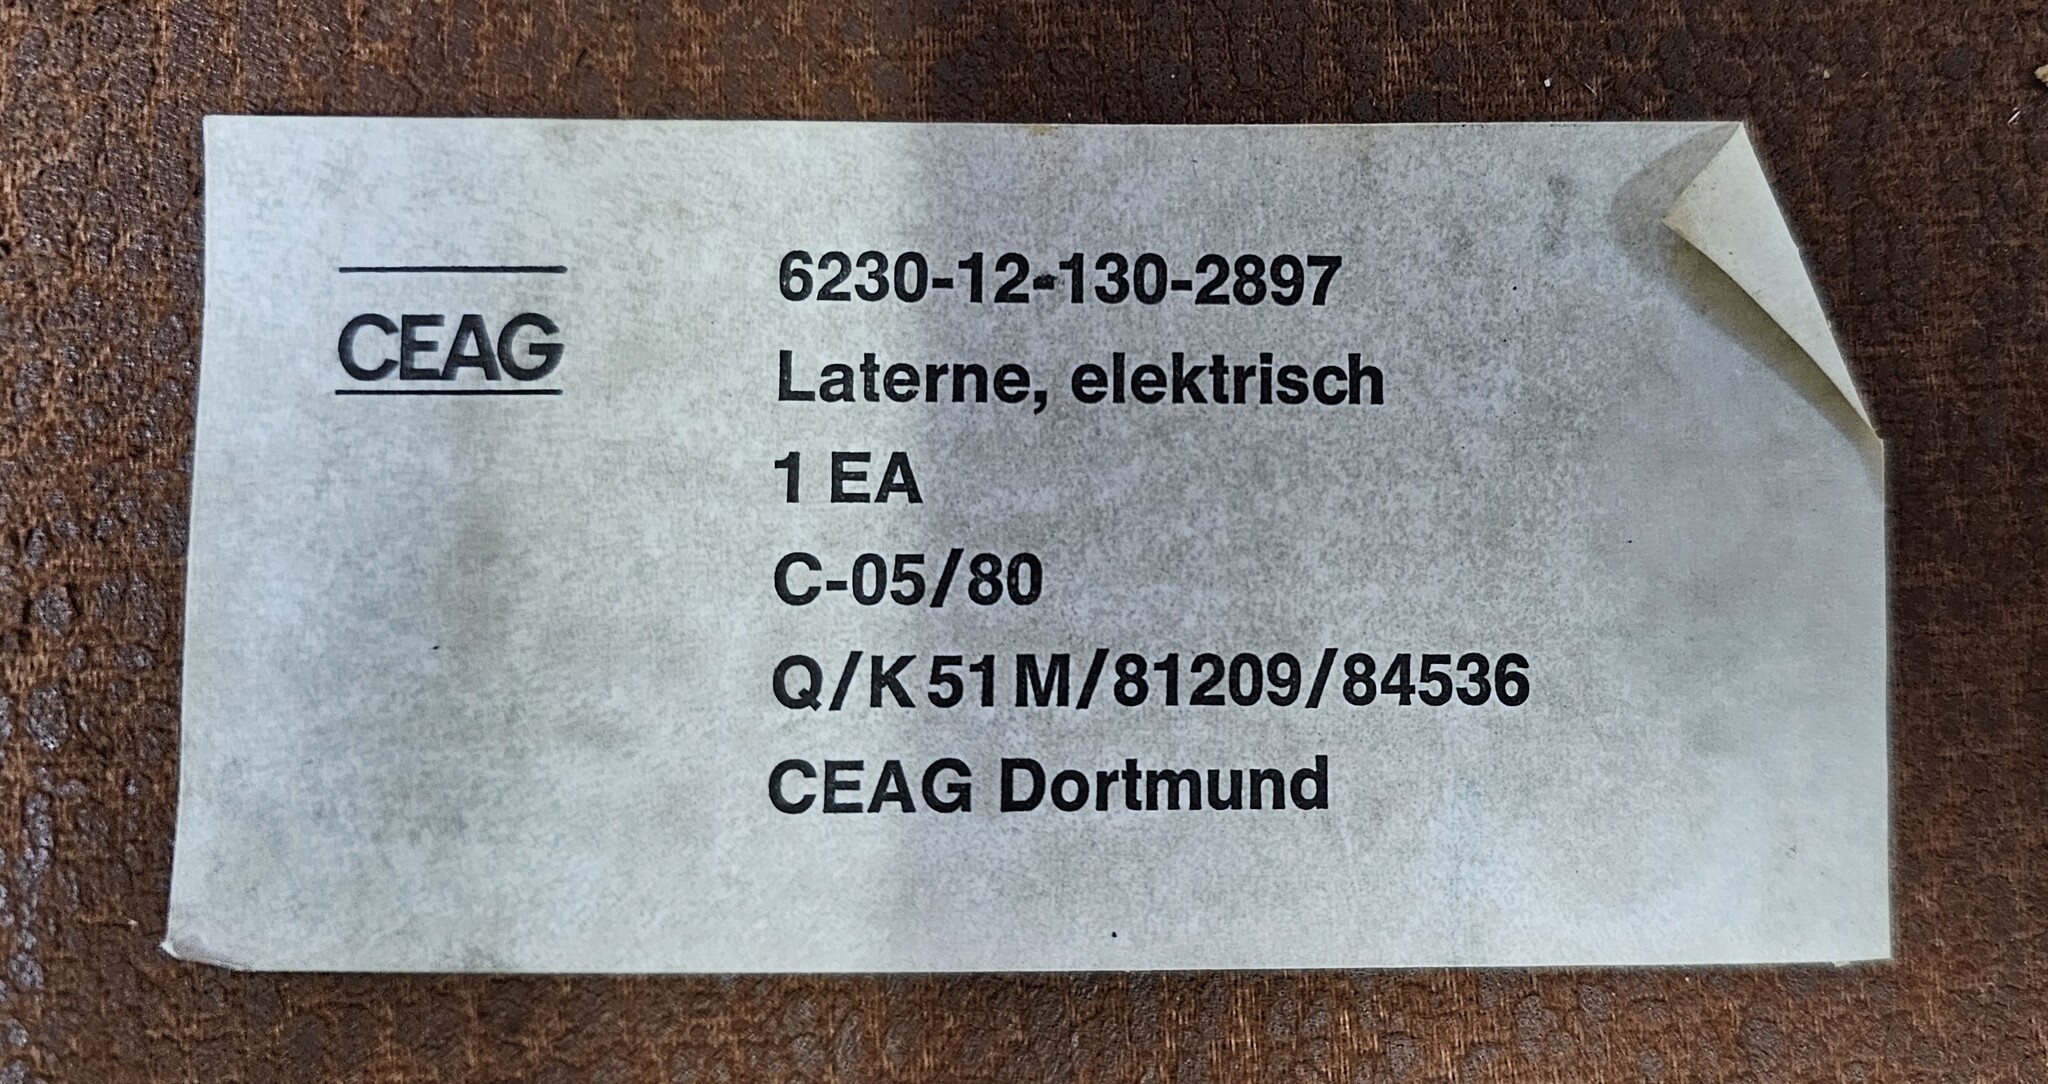 CEAG
6230-12-130-2897
Laterne, elektrisch
1 EA
C-05/80
Q/K 51 M/81209/84536
CEAG Dortmund